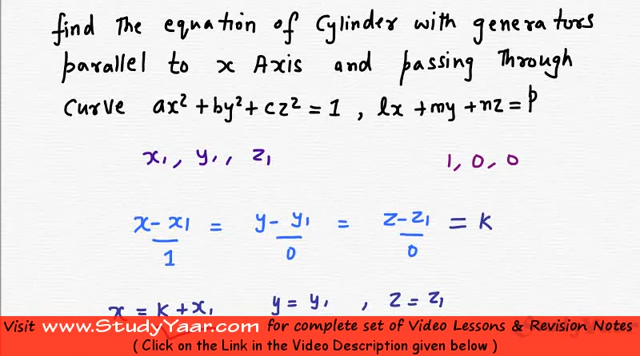 find the equation of Cylinder with generators
parallel to x Axis and passing Through
Curve ax² + by² + cz² = 1 , lx + my + nz = p
x₁ , y₁ , z₁ 1, 0, 0
x - x₁ / 1 = y - y₁ / 0 = z - z₁ / 0 = k
x = k + x₁ y = y₁ , z = z₁
Visit www.StudyYaar.com for complete set of Video Lessons & Revision Notes
( Click on the Link in the Video Description given below )